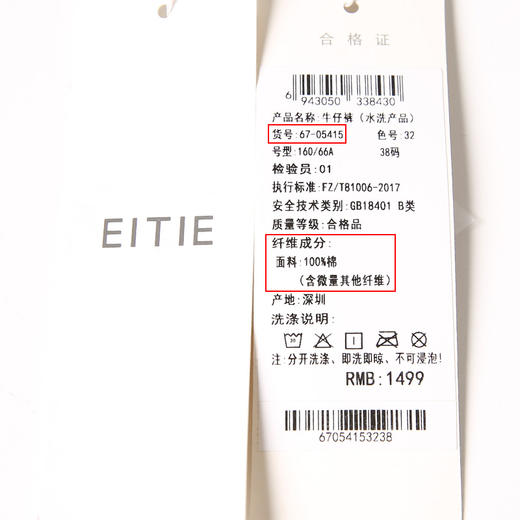 EITIE
合格证
6 943050 338430
产品名称:牛仔裤（水洗产品）
货号:67-05415 色号:32
号型:160/66A 38码
检验员:01
执行标准:FZ/T81006-2017
安全技术类别:GB18401 B类
质量等级:合格品
纤维成分:
面料:100%棉
（含微量其他纤维）
产地:深圳
洗涤说明:
30
注:分开洗涤、即洗即晾、不可浸泡!
RMB:1499
67054153238